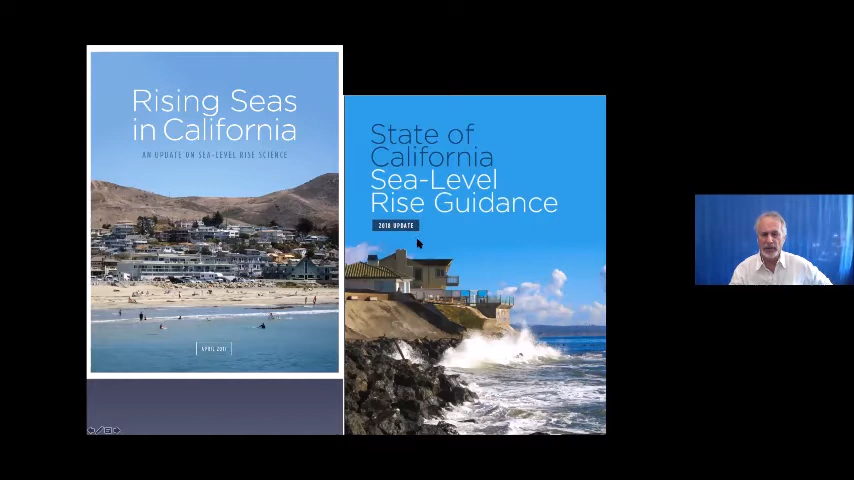 Rising Seas
in California
AN UPDATE ON SEA-LEVEL RISE SCIENCE
APRIL 2017
State of
California
Sea-Level
Rise Guidance
2018 UPDATE